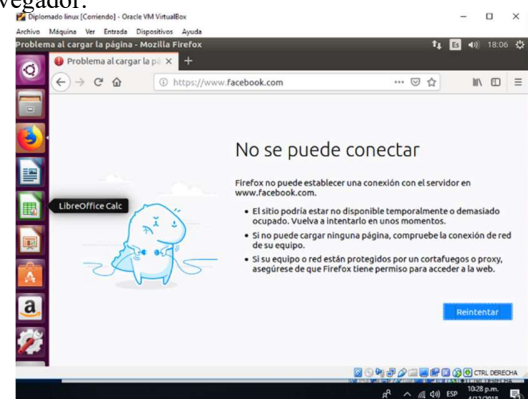 vegador.
Diplomado linux [Corriendo] - Oracle VM VirtualBox
Archivo Máquina Ver Entrada Dispositivos Ayuda
Problema al cargar la página - Mozilla Firefox
Es
18:06
Problema al cargar la pá
https://www.facebook.com
No se puede conectar
Firefox no puede establecer una conexión con el servidor en
www.facebook.com.
• El sitio podría estar no disponible temporalmente o demasiado
ocupado. Vuelva a intentarlo en unos momentos.
• Si no puede cargar ninguna página, compruebe la conexión de red
de su equipo.
• Si su equipo o red están protegidos por un cortafuegos o proxy,
asegúrese de que Firefox tiene permiso para acceder a la web.
LibreOffice Calc
Reintentar
CTRL DERECHA
ESP
10:28 p.m.